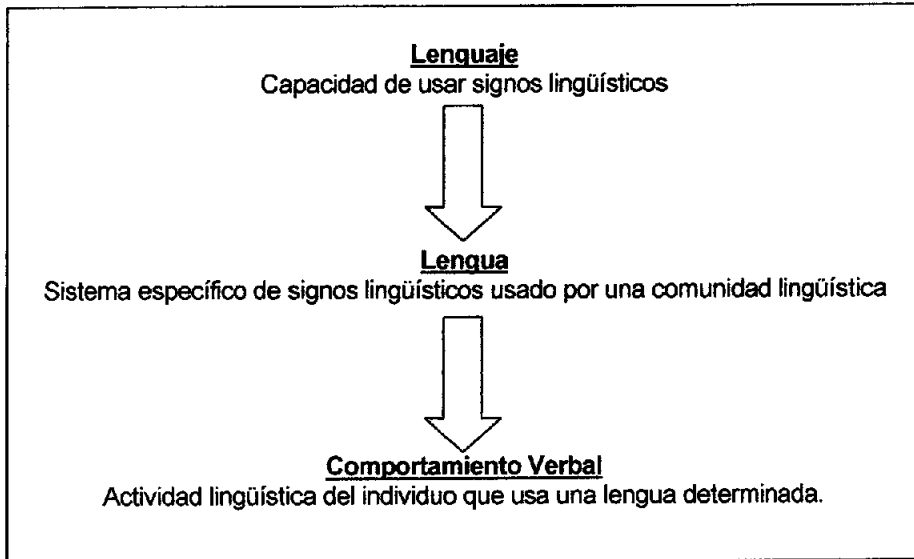 Lenguaje
Capacidad de usar signos lingüísticos
Lengua
Sistema específico de signos lingüísticos usado por una comunidad lingüística
Comportamiento Verbal
Actividad lingüística del individuo que usa una lengua determinada.